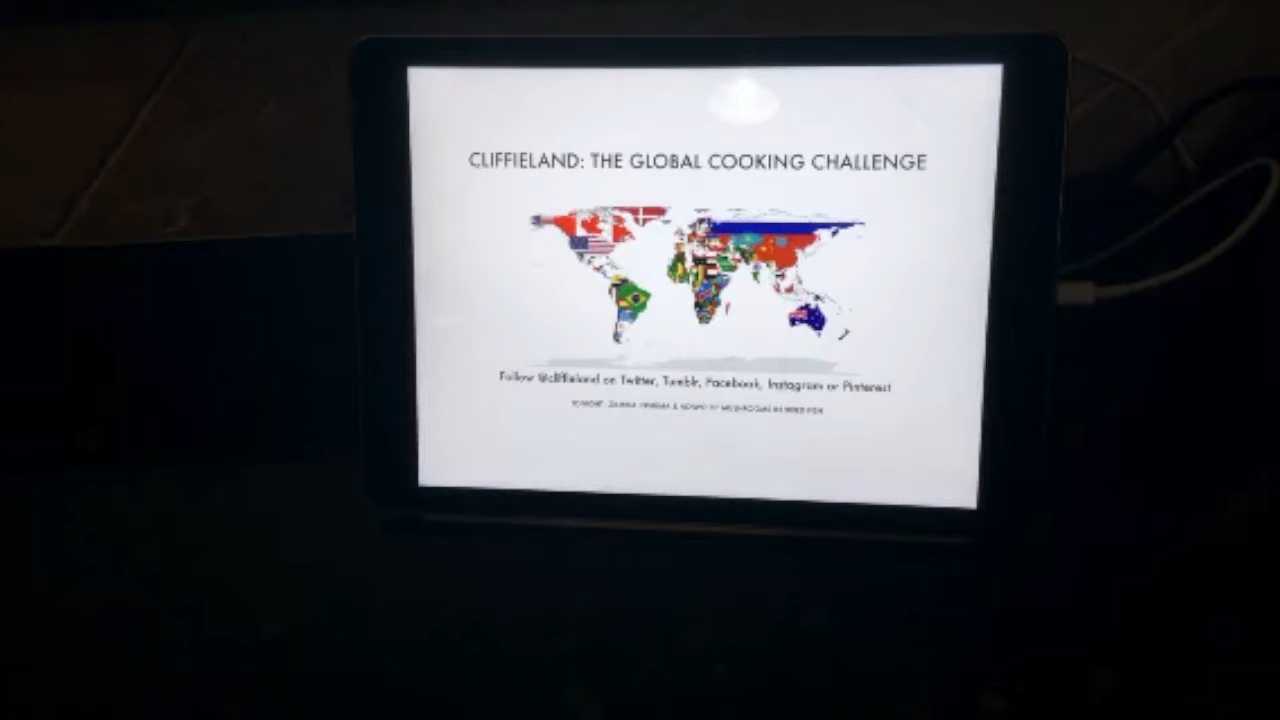 CLIFFIELAND: THE GLOBAL COOKING CHALLENGE
Follow @cliffieland on Twitter, Tumblr, Facebook, Instagram or Pinterest